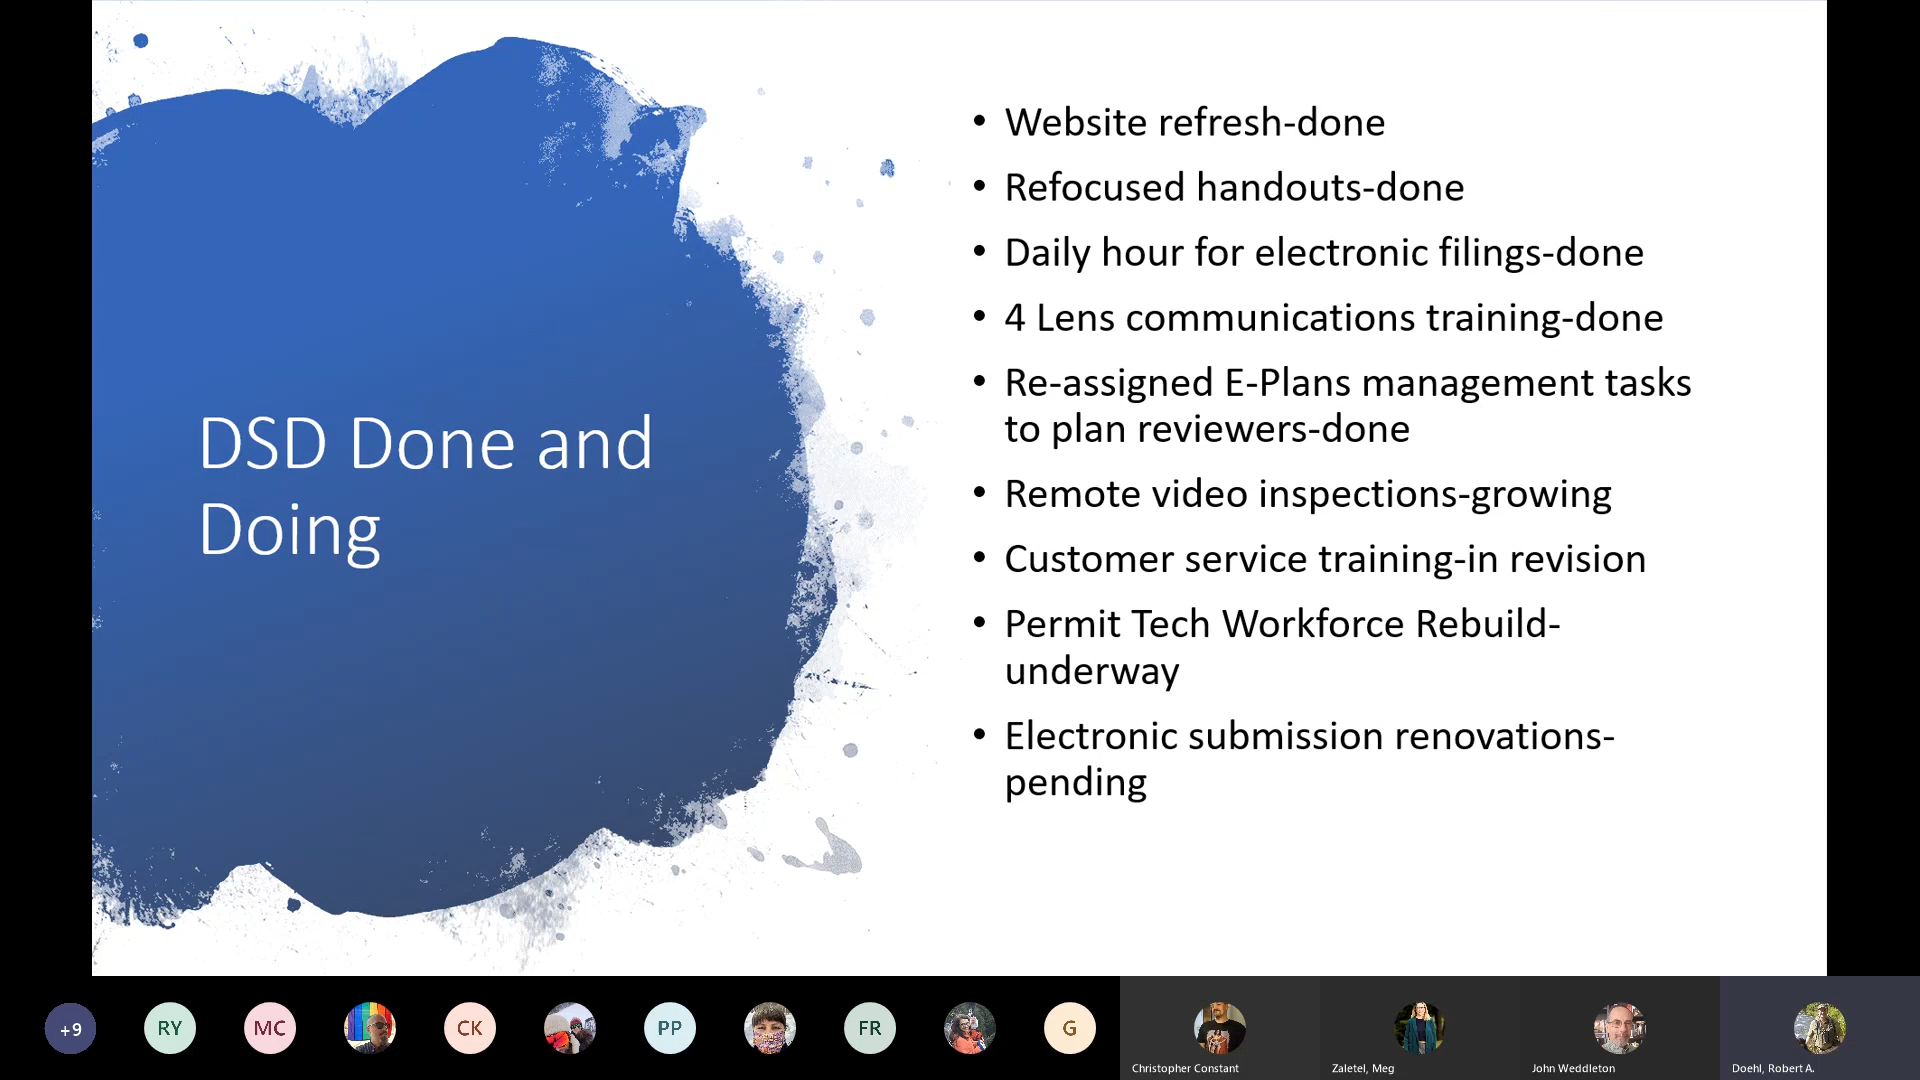 DSD Done and
Doing
• Website refresh-done
• Refocused handouts-done
• Daily hour for electronic filings-done
• 4 Lens communications training-done
• Re-assigned E-Plans management tasks
to plan reviewers-done
• Remote video inspections-growing
• Customer service training-in revision
• Permit Tech Workforce Rebuild-
underway
• Electronic submission renovations-
pending
+9
RY
MC
CK
PP
FR
G
Christopher Constant
Zaletel, Meg
John Weddleton
Doehl, Robert A.